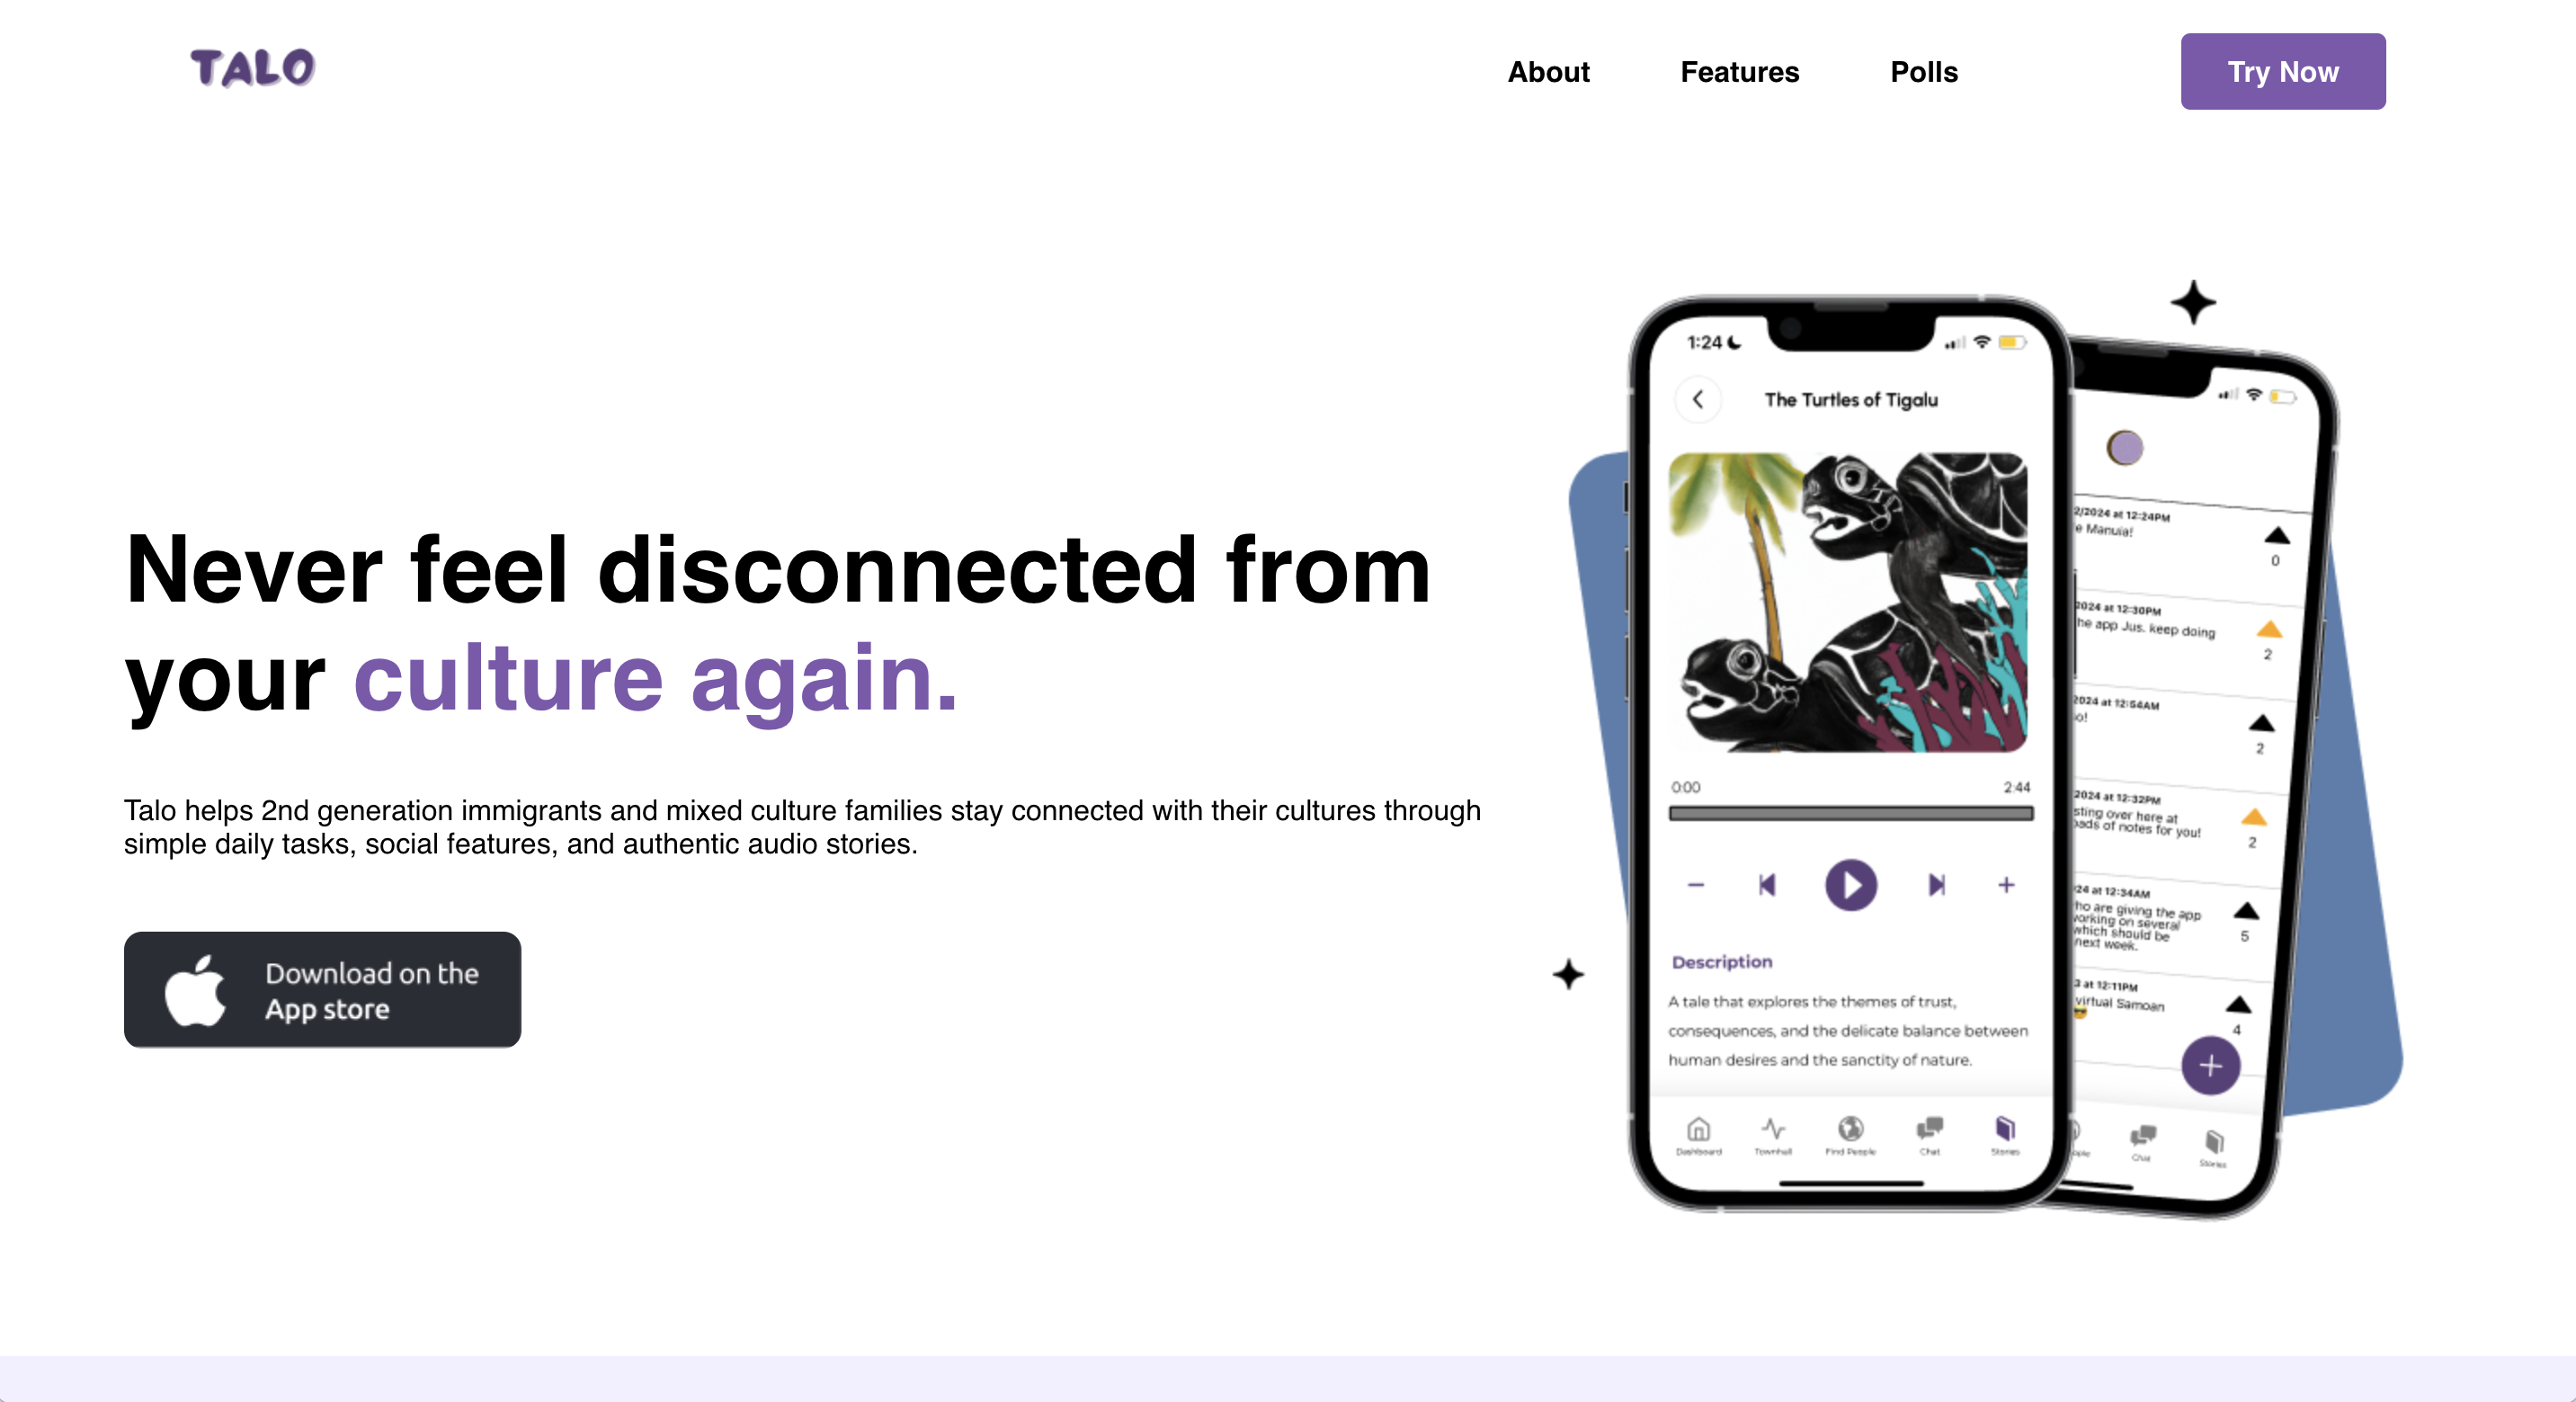 TALO
About
Features
Polls
Try Now
Never feel disconnected from
your culture again.
Talo helps 2nd generation immigrants and mixed culture families stay connected with their cultures through
simple daily tasks, social features, and authentic audio stories.
Download on the
App store
1:24
The Turtles of Tigalu
0:00
2:44
Description
A tale that explores the themes of trust,
consequences, and the delicate balance between
human desires and the sanctity of nature.
Dashboard
Townhall
Find People
Chat
Stories
2/2024 at 12:24PM
e Manuia!
0
2024 at 12:30PM
he app Jus. keep doing
2
2024 at 12:54AM
o!
2
2024 at 12:32PM
sting over here at
oads of notes for you!
2
24 at 12:34AM
ho are giving the app
working on several
which should be
next week.
5
3 at 12:11PM
virtual Samoan
4
ople
Chat
Stories